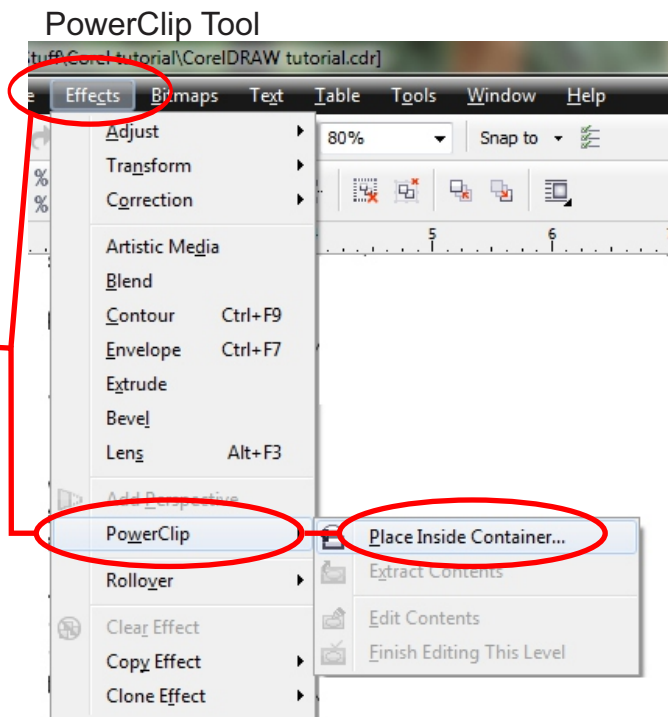 PowerClip Tool
Stuff\Corel tutorial\CorelDRAW tutorial.cdr]
e Effects Bitmaps Text Table Tools Window Help
Adjust 80% Snap to
Transform
%
%
Correction
Artistic Media 5 6
Blend
Contour Ctrl+F9
Envelope Ctrl+F7
Extrude
Bevel
Lens Alt+F3
Add Perspective
PowerClip Place Inside Container...
Extract Contents
Rollover
Clear Effect Edit Contents
Copy Effect Finish Editing This Level
Clone Effect